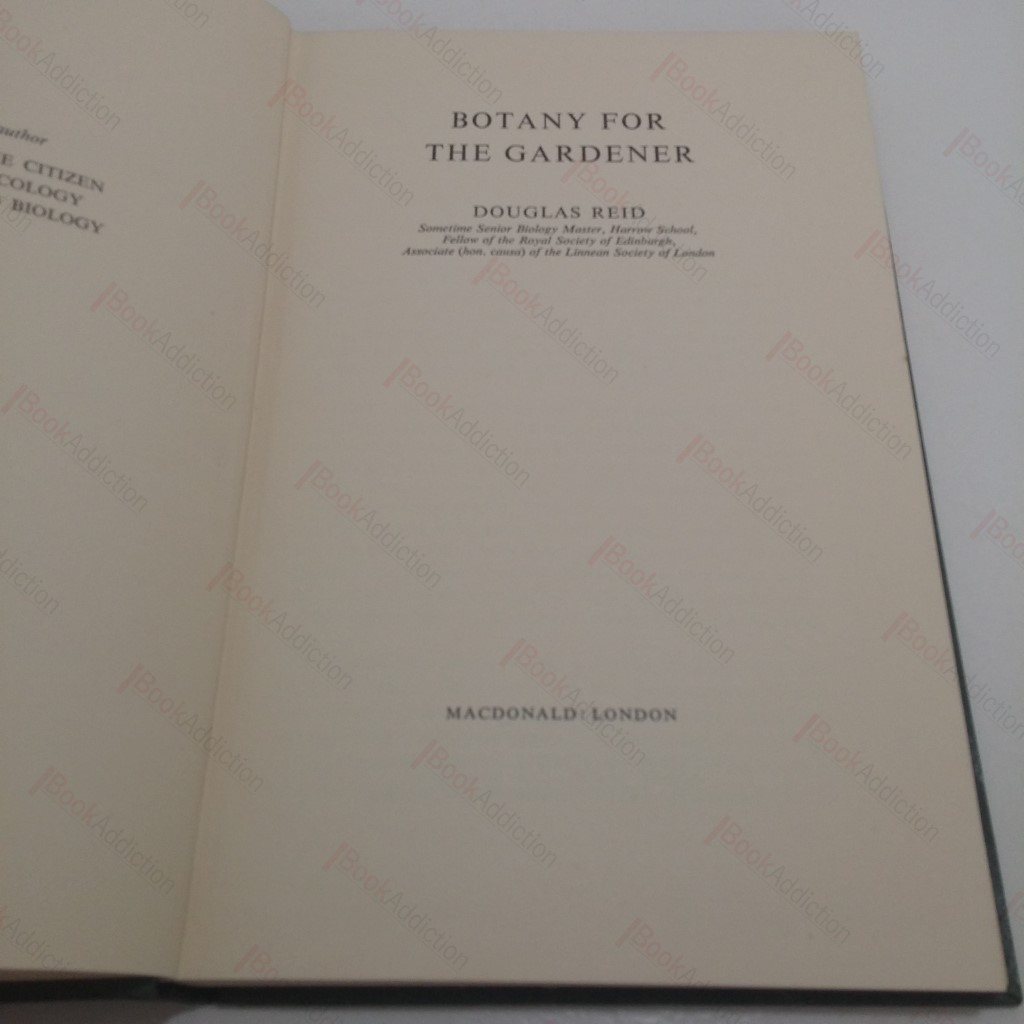 author
E CITIZEN
COLOGY
BIOLOGY
BOTANY FOR
THE GARDENER
DOUGLAS REID
Sometime Senior Biology Master, Harrow School,
Fellow of the Royal Society of Edinburgh,
Associate (hon. causa) of the Linnean Society of London
MACDONALD: LONDON
BookAddiction